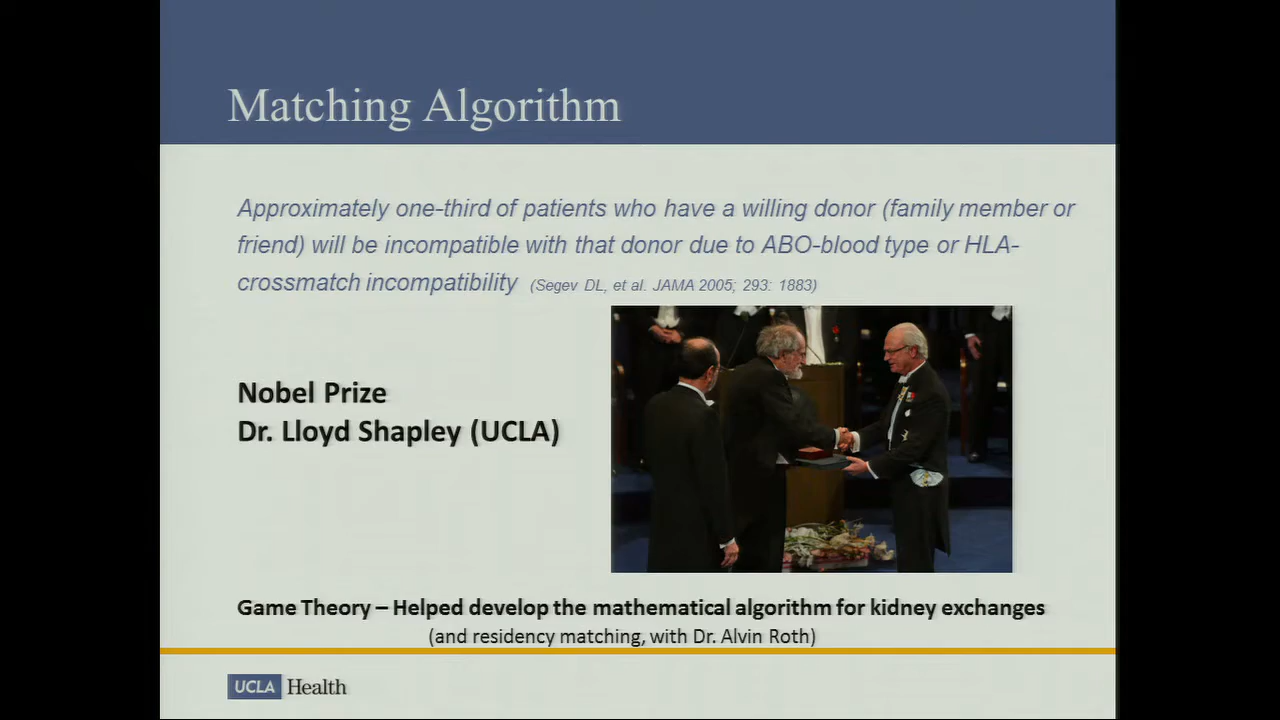 Matching Algorithm
Approximately one-third of patients who have a willing donor (family member or
friend) will be incompatible with that donor due to ABO-blood type or HLA-
crossmatch incompatibility (Segev DL, et al. JAMA 2005; 293: 1883)
Nobel Prize
Dr. Lloyd Shapley (UCLA)
Game Theory – Helped develop the mathematical algorithm for kidney exchanges
(and residency matching, with Dr. Alvin Roth)
UCLA Health